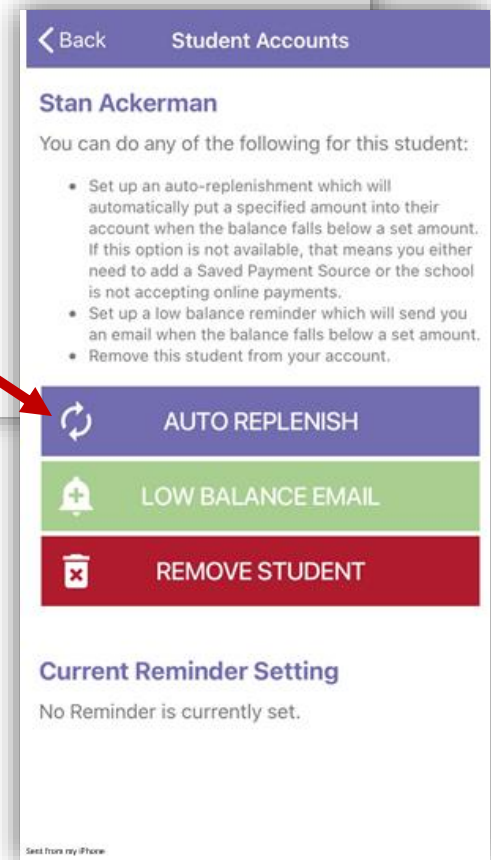 Back Student Accounts
Stan Ackerman
You can do any of the following for this student:
• Set up an auto-replenishment which will
automatically put a specified amount into their
account when the balance falls below a set amount.
If this option is not available, that means you either
need to add a Saved Payment Source or the school
is not accepting online payments.
• Set up a low balance reminder which will send you
an email when the balance falls below a set amount.
• Remove this student from your account.
AUTO REPLENISH
LOW BALANCE EMAIL
REMOVE STUDENT
Current Reminder Setting
No Reminder is currently set.
Sent from my iPhone